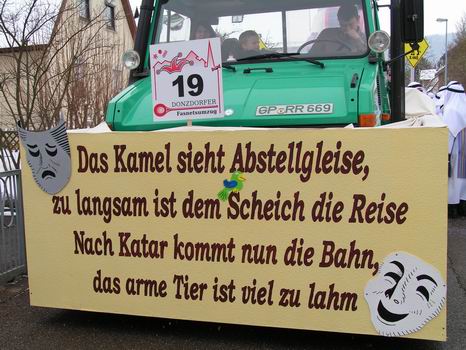 19
DONZDORFER
Fasnetsumzug
GP RR 669
Das Kamel sieht Abstellgleise,
zu langsam ist dem Scheich die Reise
Nach Katar kommt nun die Bahn,
das arme Tier ist viel zu lahm